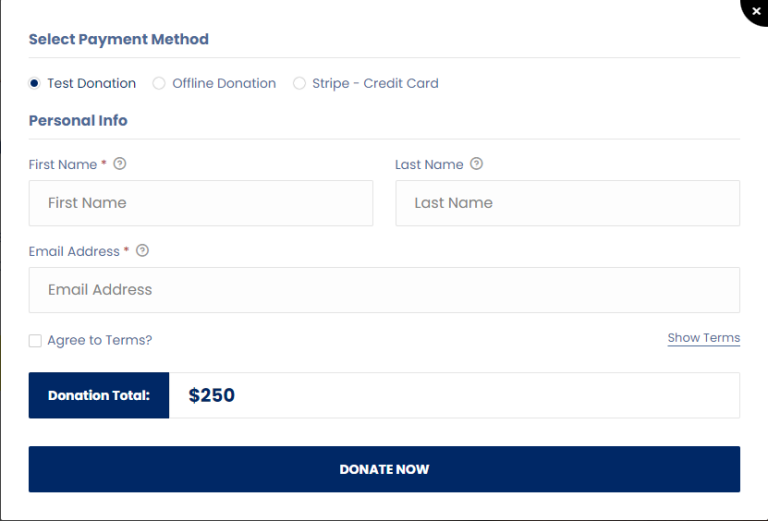 Select Payment Method
Test Donation Offline Donation Stripe - Credit Card
Personal Info
First Name * Last Name
First Name Last Name
Email Address *
Email Address
Agree to Terms? Show Terms
Donation Total: $250
DONATE NOW